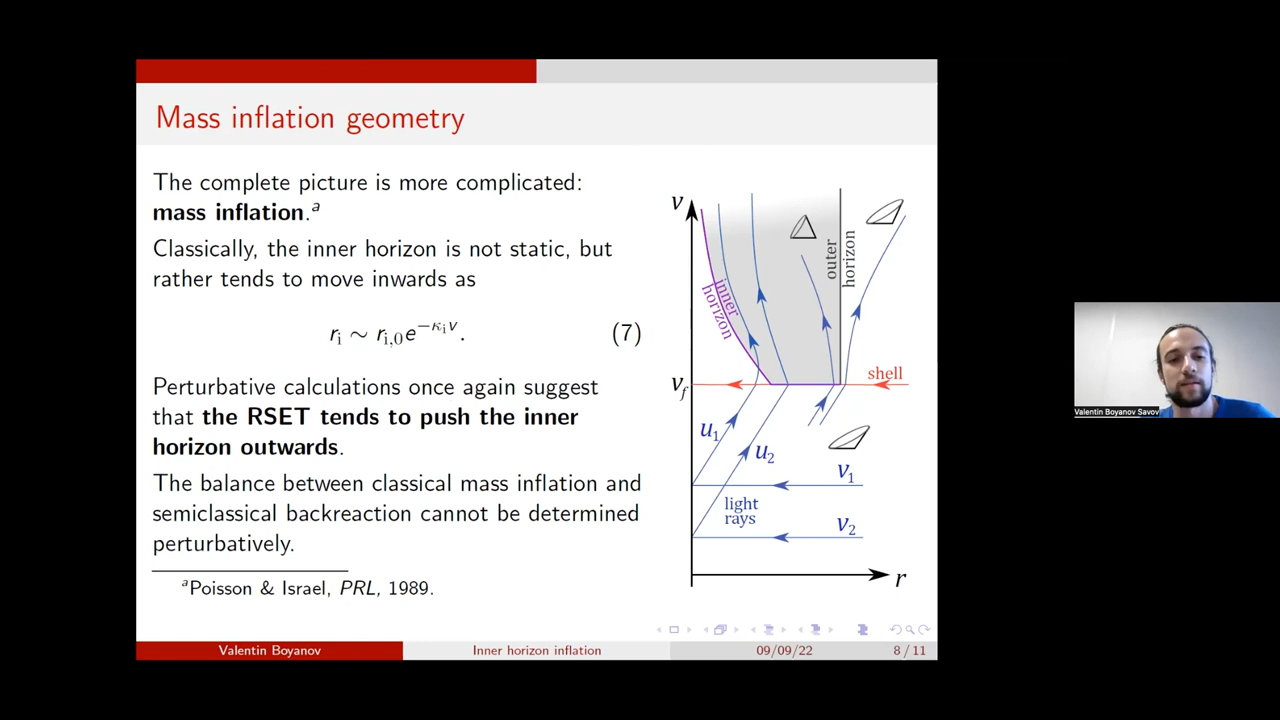 Mass inflation geometry
The complete picture is more complicated:
mass inflation.ᵃ
Classically, the inner horizon is not static, but
rather tends to move inwards as
rᵢ ∼ rᵢ,₀e^{−κᵢv}. (7)
Perturbative calculations once again suggest
that the RSET tends to push the inner
horizon outwards.
The balance between classical mass inflation and
semiclassical backreaction cannot be determined
perturbatively.
ᵃPoisson & Israel, PRL, 1989.
v
outer
horizon
inner
horizon
v_f
shell
u₁
u₂
v₁
light
rays
v₂
r
Valentin Boyanov Inner horizon inflation 09/09/22 8 / 11
Valentin Boyanov Savov